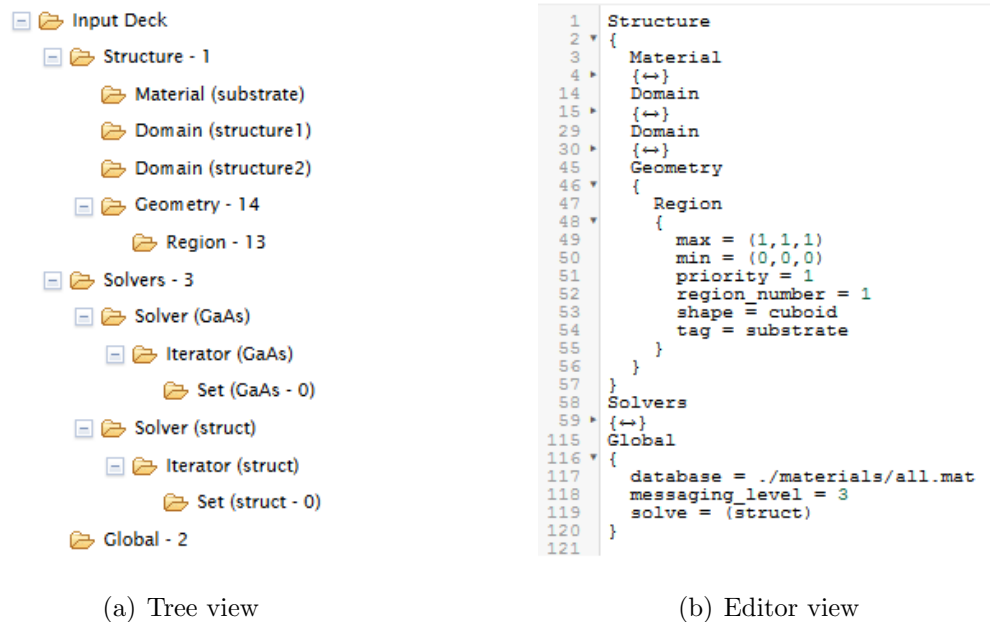 Input Deck
Structure - 1
Material (substrate)
Domain (structure1)
Domain (structure2)
Geometry - 14
Region - 13
Solvers - 3
Solver (GaAs)
Iterator (GaAs)
Set (GaAs - 0)
Solver (struct)
Iterator (struct)
Set (struct - 0)
Global - 2
(a) Tree view
1 Structure
2 {
3 Material
4 {↔}
14 Domain
15 {↔}
29 Domain
30 {↔}
45 Geometry
46 {
47 Region
48 {
49 max = (1,1,1)
50 min = (0,0,0)
51 priority = 1
52 region_number = 1
53 shape = cuboid
54 tag = substrate
55 }
56 }
57 }
58 Solvers
59 {↔}
115 Global
116 {
117 database = ./materials/all.mat
118 messaging_level = 3
119 solve = (struct)
120 }
121
(b) Editor view